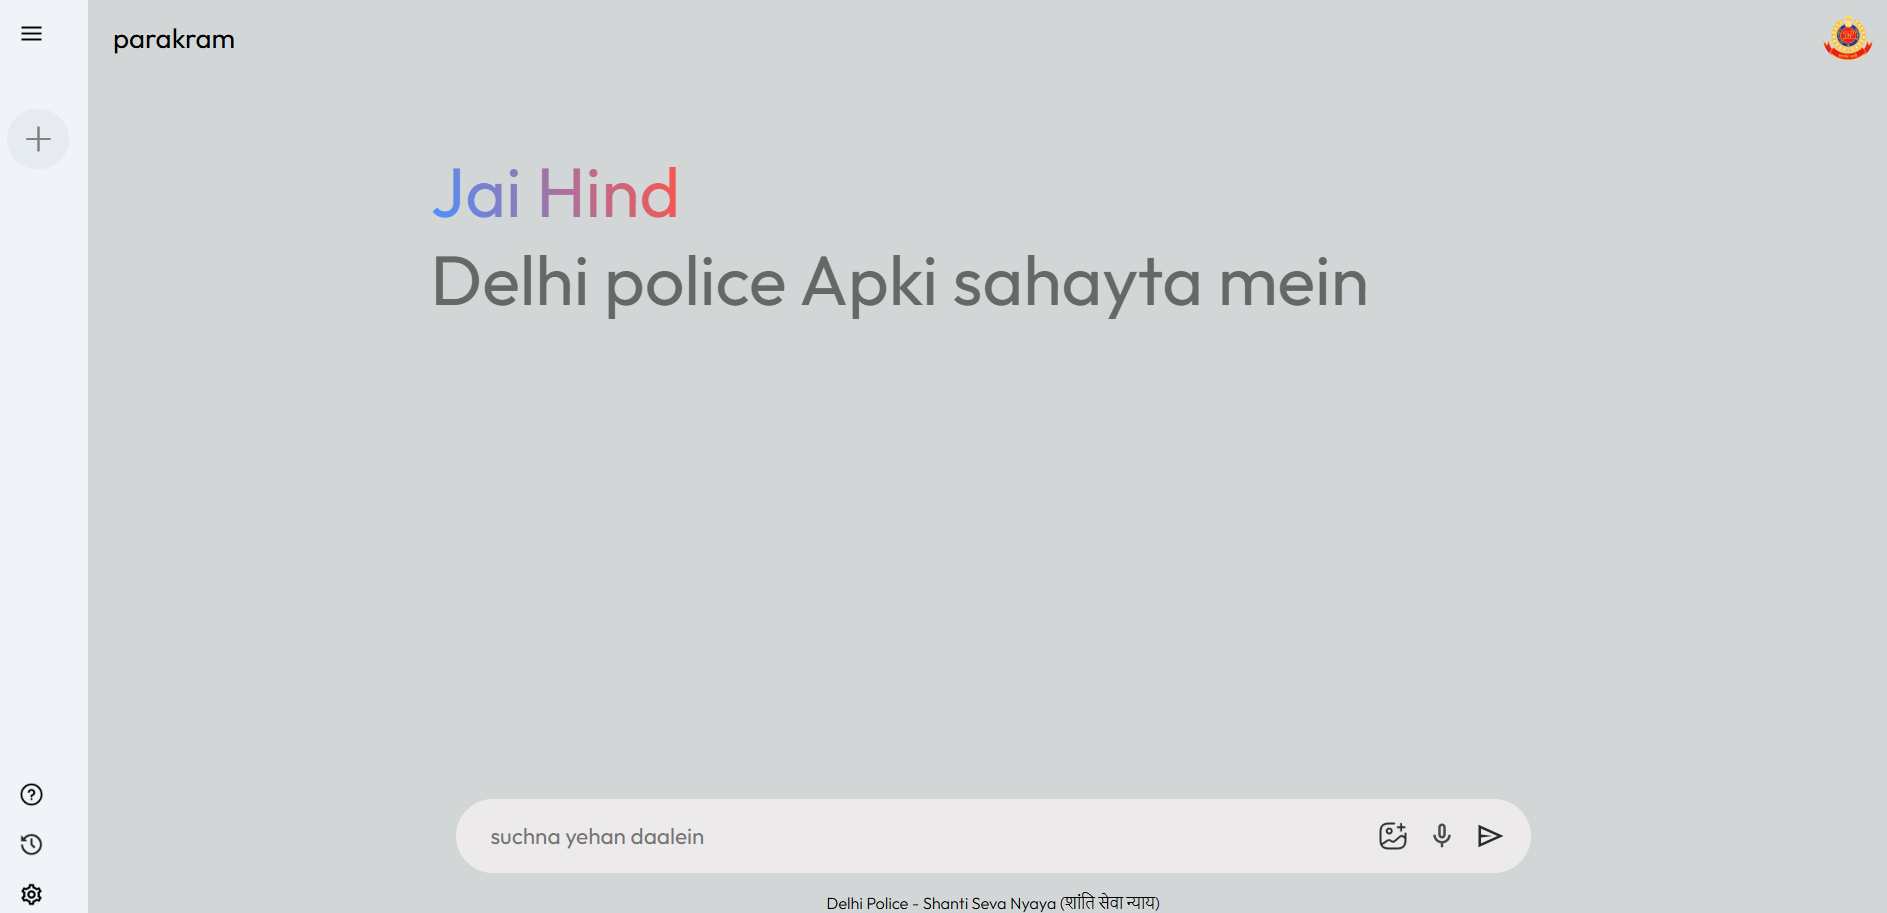 parakram
Jai Hind
Delhi police Apki sahayta mein
suchna yehan daalein
Delhi Police - Shanti Seva Nyaya (शांति सेवा न्याय)